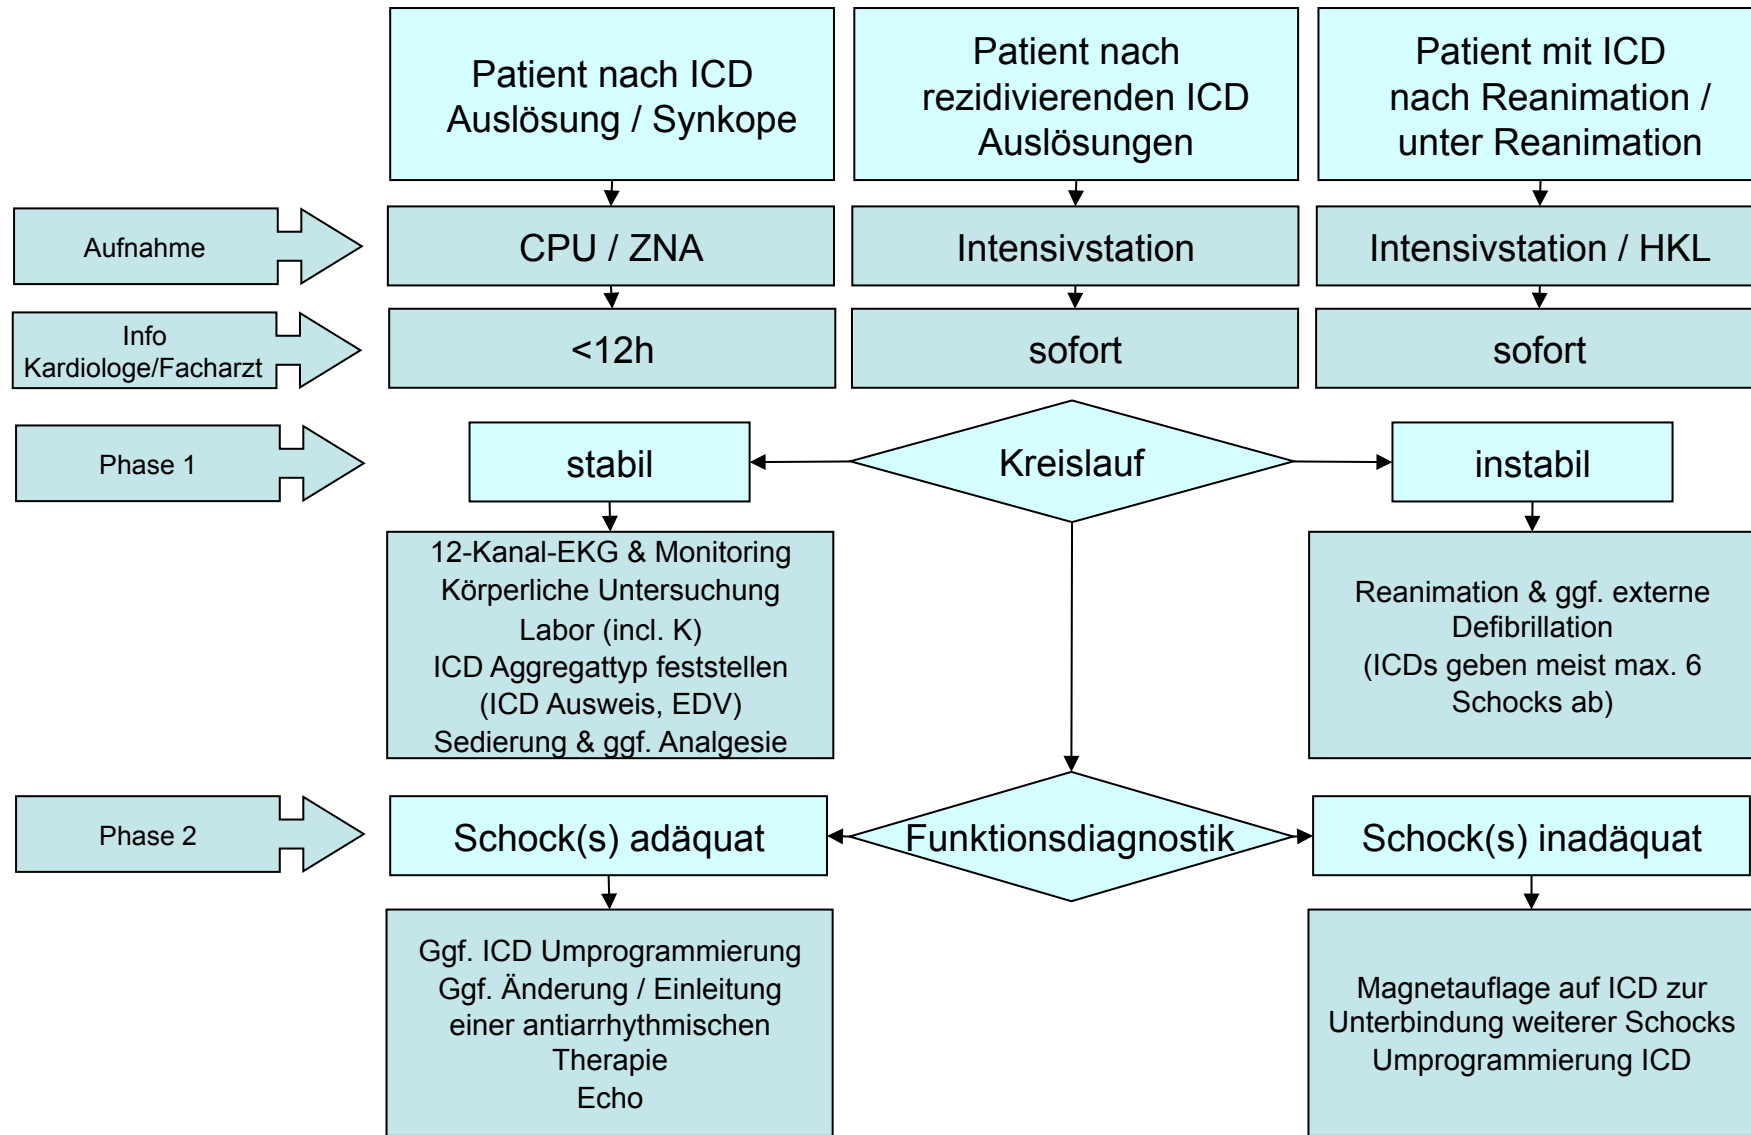 Patient nach ICD
Auslösung / Synkope
Patient nach
rezidivierenden ICD
Auslösungen
Patient mit ICD
nach Reanimation /
unter Reanimation
Aufnahme
CPU / ZNA
Intensivstation
Intensivstation / HKL
Info
Kardiologe/Facharzt
<12h
sofort
sofort
Phase 1
stabil
Kreislauf
instabil
12-Kanal-EKG & Monitoring
Körperliche Untersuchung
Labor (incl. K)
ICD Aggregattyp feststellen
(ICD Ausweis, EDV)
Sedierung & ggf. Analgesie
Reanimation & ggf. externe
Defibrillation
(ICDs geben meist max. 6
Schocks ab)
Phase 2
Schock(s) adäquat
Funktionsdiagnostik
Schock(s) inadäquat
Ggf. ICD Umprogrammierung
Ggf. Änderung / Einleitung
einer antiarrhythmischen
Therapie
Echo
Magnetauflage auf ICD zur
Unterbindung weiterer Schocks
Umprogrammierung ICD